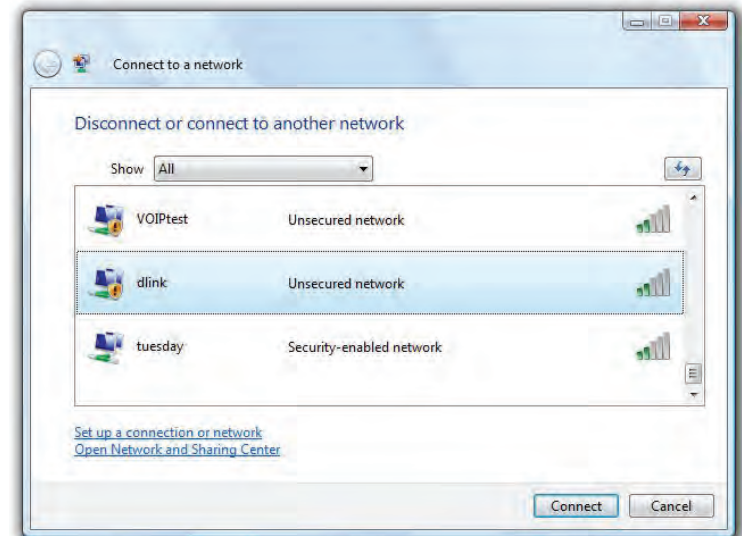 Connect to a network
Disconnect or connect to another network
Show All
VOIPtest Unsecured network
dlink Unsecured network
tuesday Security-enabled network
Set up a connection or network
Open Network and Sharing Center
Connect Cancel